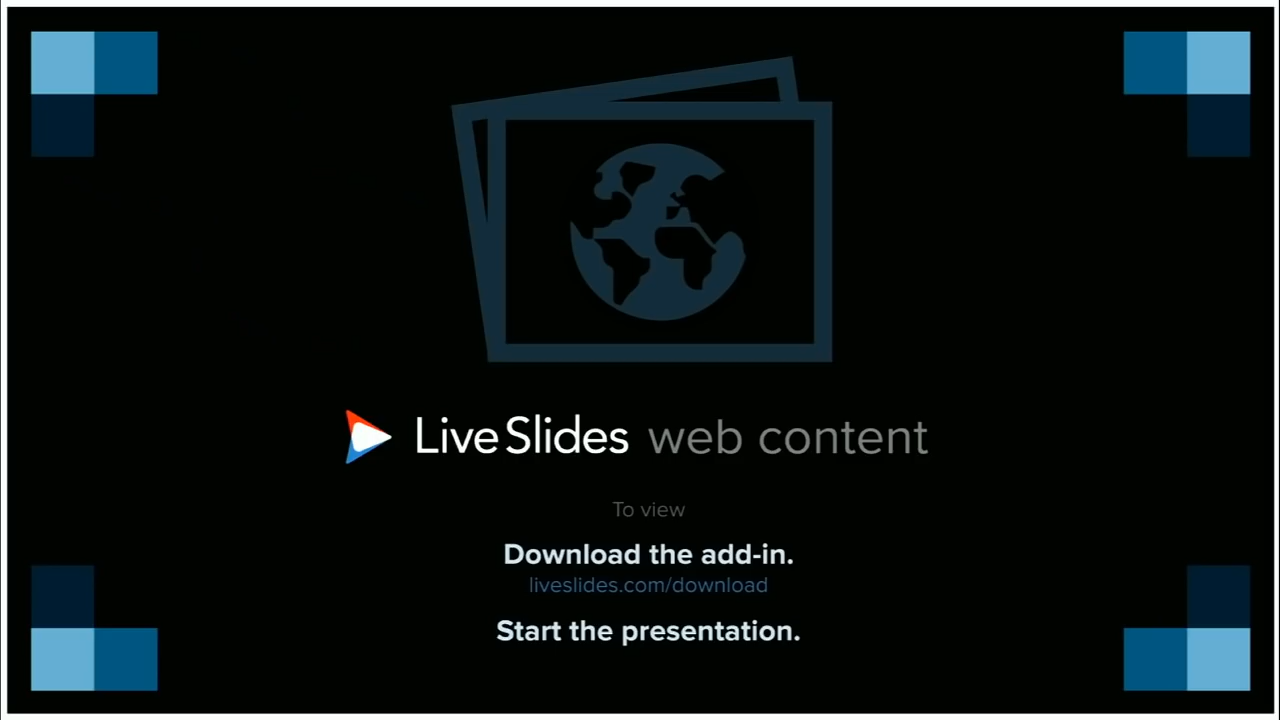 LiveSlides web content
To view
Download the add-in.
liveslides.com/download
Start the presentation.